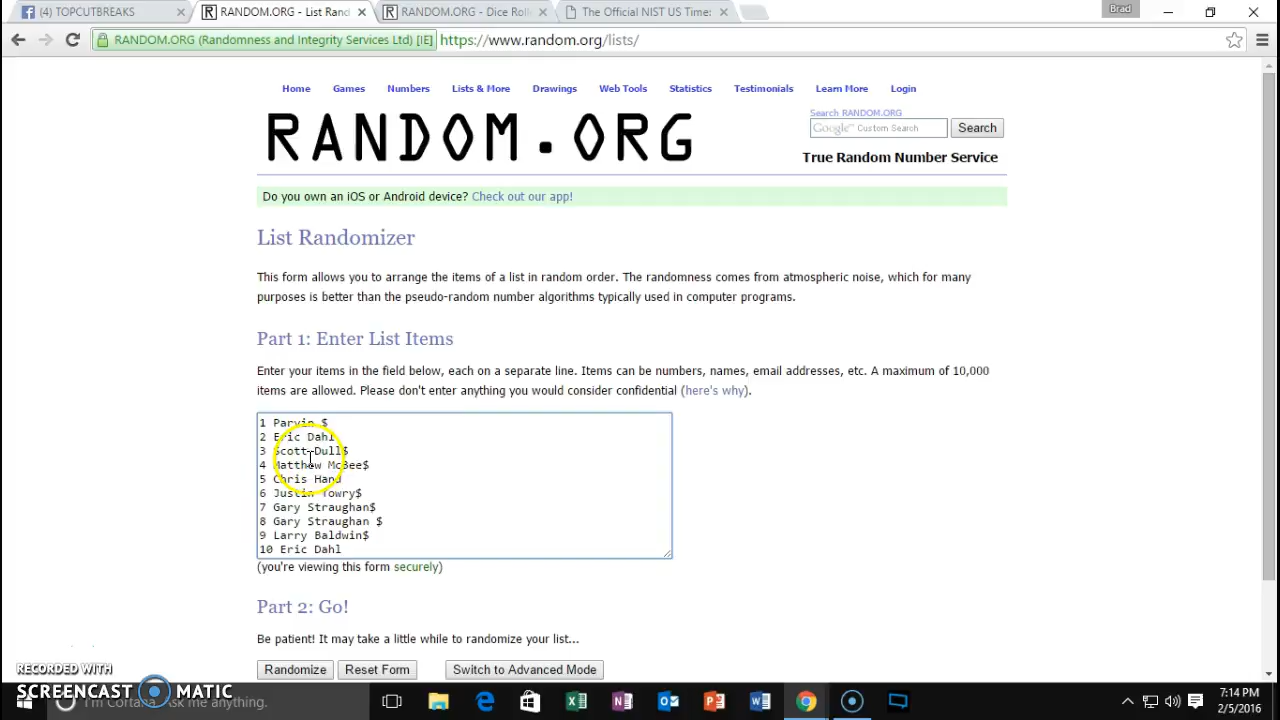 (4) TOPCUTBREAKS
RANDOM.ORG - List Rand
RANDOM.ORG - Dice Roll
The Official NIST US Time:
Brad
RANDOM.ORG (Randomness and Integrity Services Ltd) [IE]
https://www.random.org/lists/
Home Games Numbers Lists & More Drawings Web Tools Statistics Testimonials Learn More Login
Search RANDOM.ORG
Google™ Custom Search
Search
RANDOM.ORG
True Random Number Service
Do you own an iOS or Android device? Check out our app!
List Randomizer
This form allows you to arrange the items of a list in random order. The randomness comes from atmospheric noise, which for many
purposes is better than the pseudo-random number algorithms typically used in computer programs.
Part 1: Enter List Items
Enter your items in the field below, each on a separate line. Items can be numbers, names, email addresses, etc. A maximum of 10,000
items are allowed. Please don't enter anything you would consider confidential (here's why).
1 Parvin $
2 Eric Dahl
3 Scott Dull$
4 Matthew McBee$
5 Chris Hand
6 Justin Towry$
7 Gary Straughan$
8 Gary Straughan $
9 Larry Baldwin$
10 Eric Dahl
(you're viewing this form securely)
Part 2: Go!
Be patient! It may take a little while to randomize your list...
Randomize
Reset Form
Switch to Advanced Mode
RECORDED WITH
SCREENCAST MATIC
I'm Cortana. Ask me anything.
7:14 PM
2/5/2016